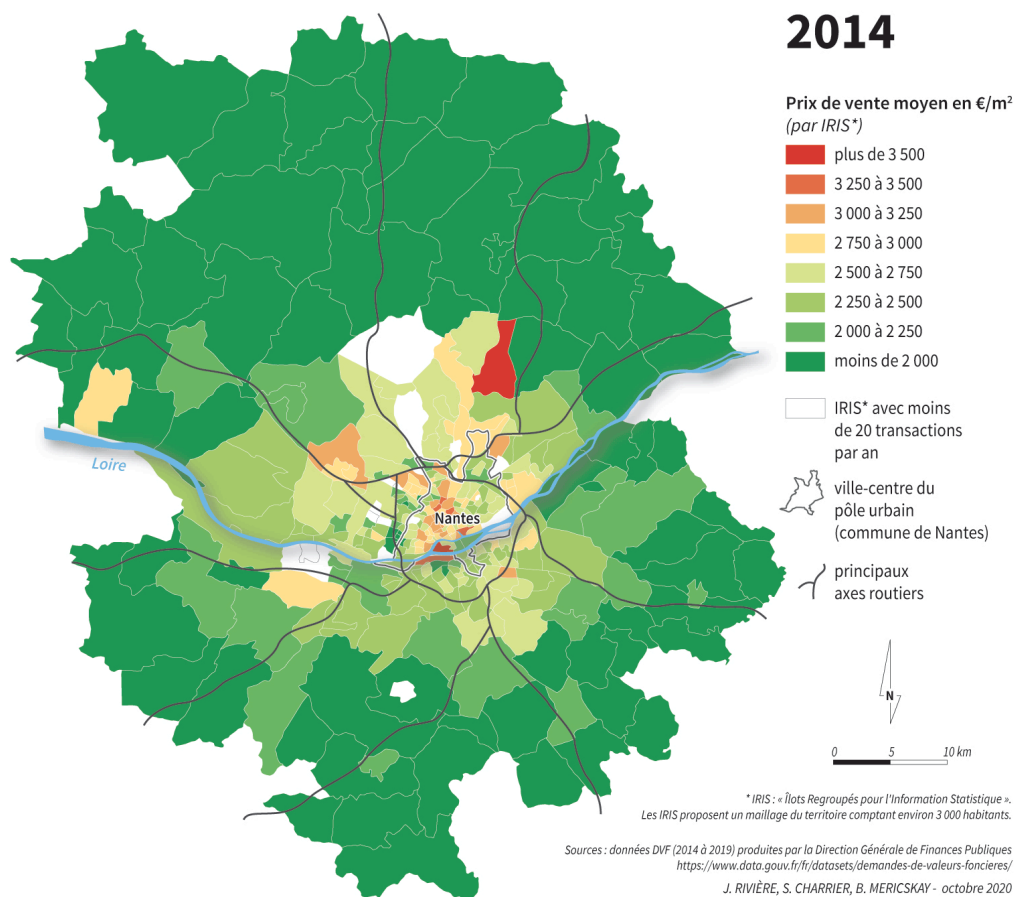 2014
Prix de vente moyen en €/m²
(par IRIS*)
plus de 3 500
3 250 à 3 500
3 000 à 3 250
2 750 à 3 000
2 500 à 2 750
2 250 à 2 500
2 000 à 2 250
moins de 2 000
IRIS* avec moins
de 20 transactions
par an
ville-centre du
pôle urbain
(commune de Nantes)
principaux
axes routiers
Loire
Nantes
N
0 5 10 km
* IRIS : « Îlots Regroupés pour l'Information Statistique ».
Les IRIS proposent un maillage du territoire comptant environ 3 000 habitants.
Sources : données DVF (2014 à 2019) produites par la Direction Générale de Finances Publiques
https://www.data.gouv.fr/fr/datasets/demandes-de-valeurs-foncieres/
J. RIVIÈRE, S. CHARRIER, B. MERICSKAY - octobre 2020